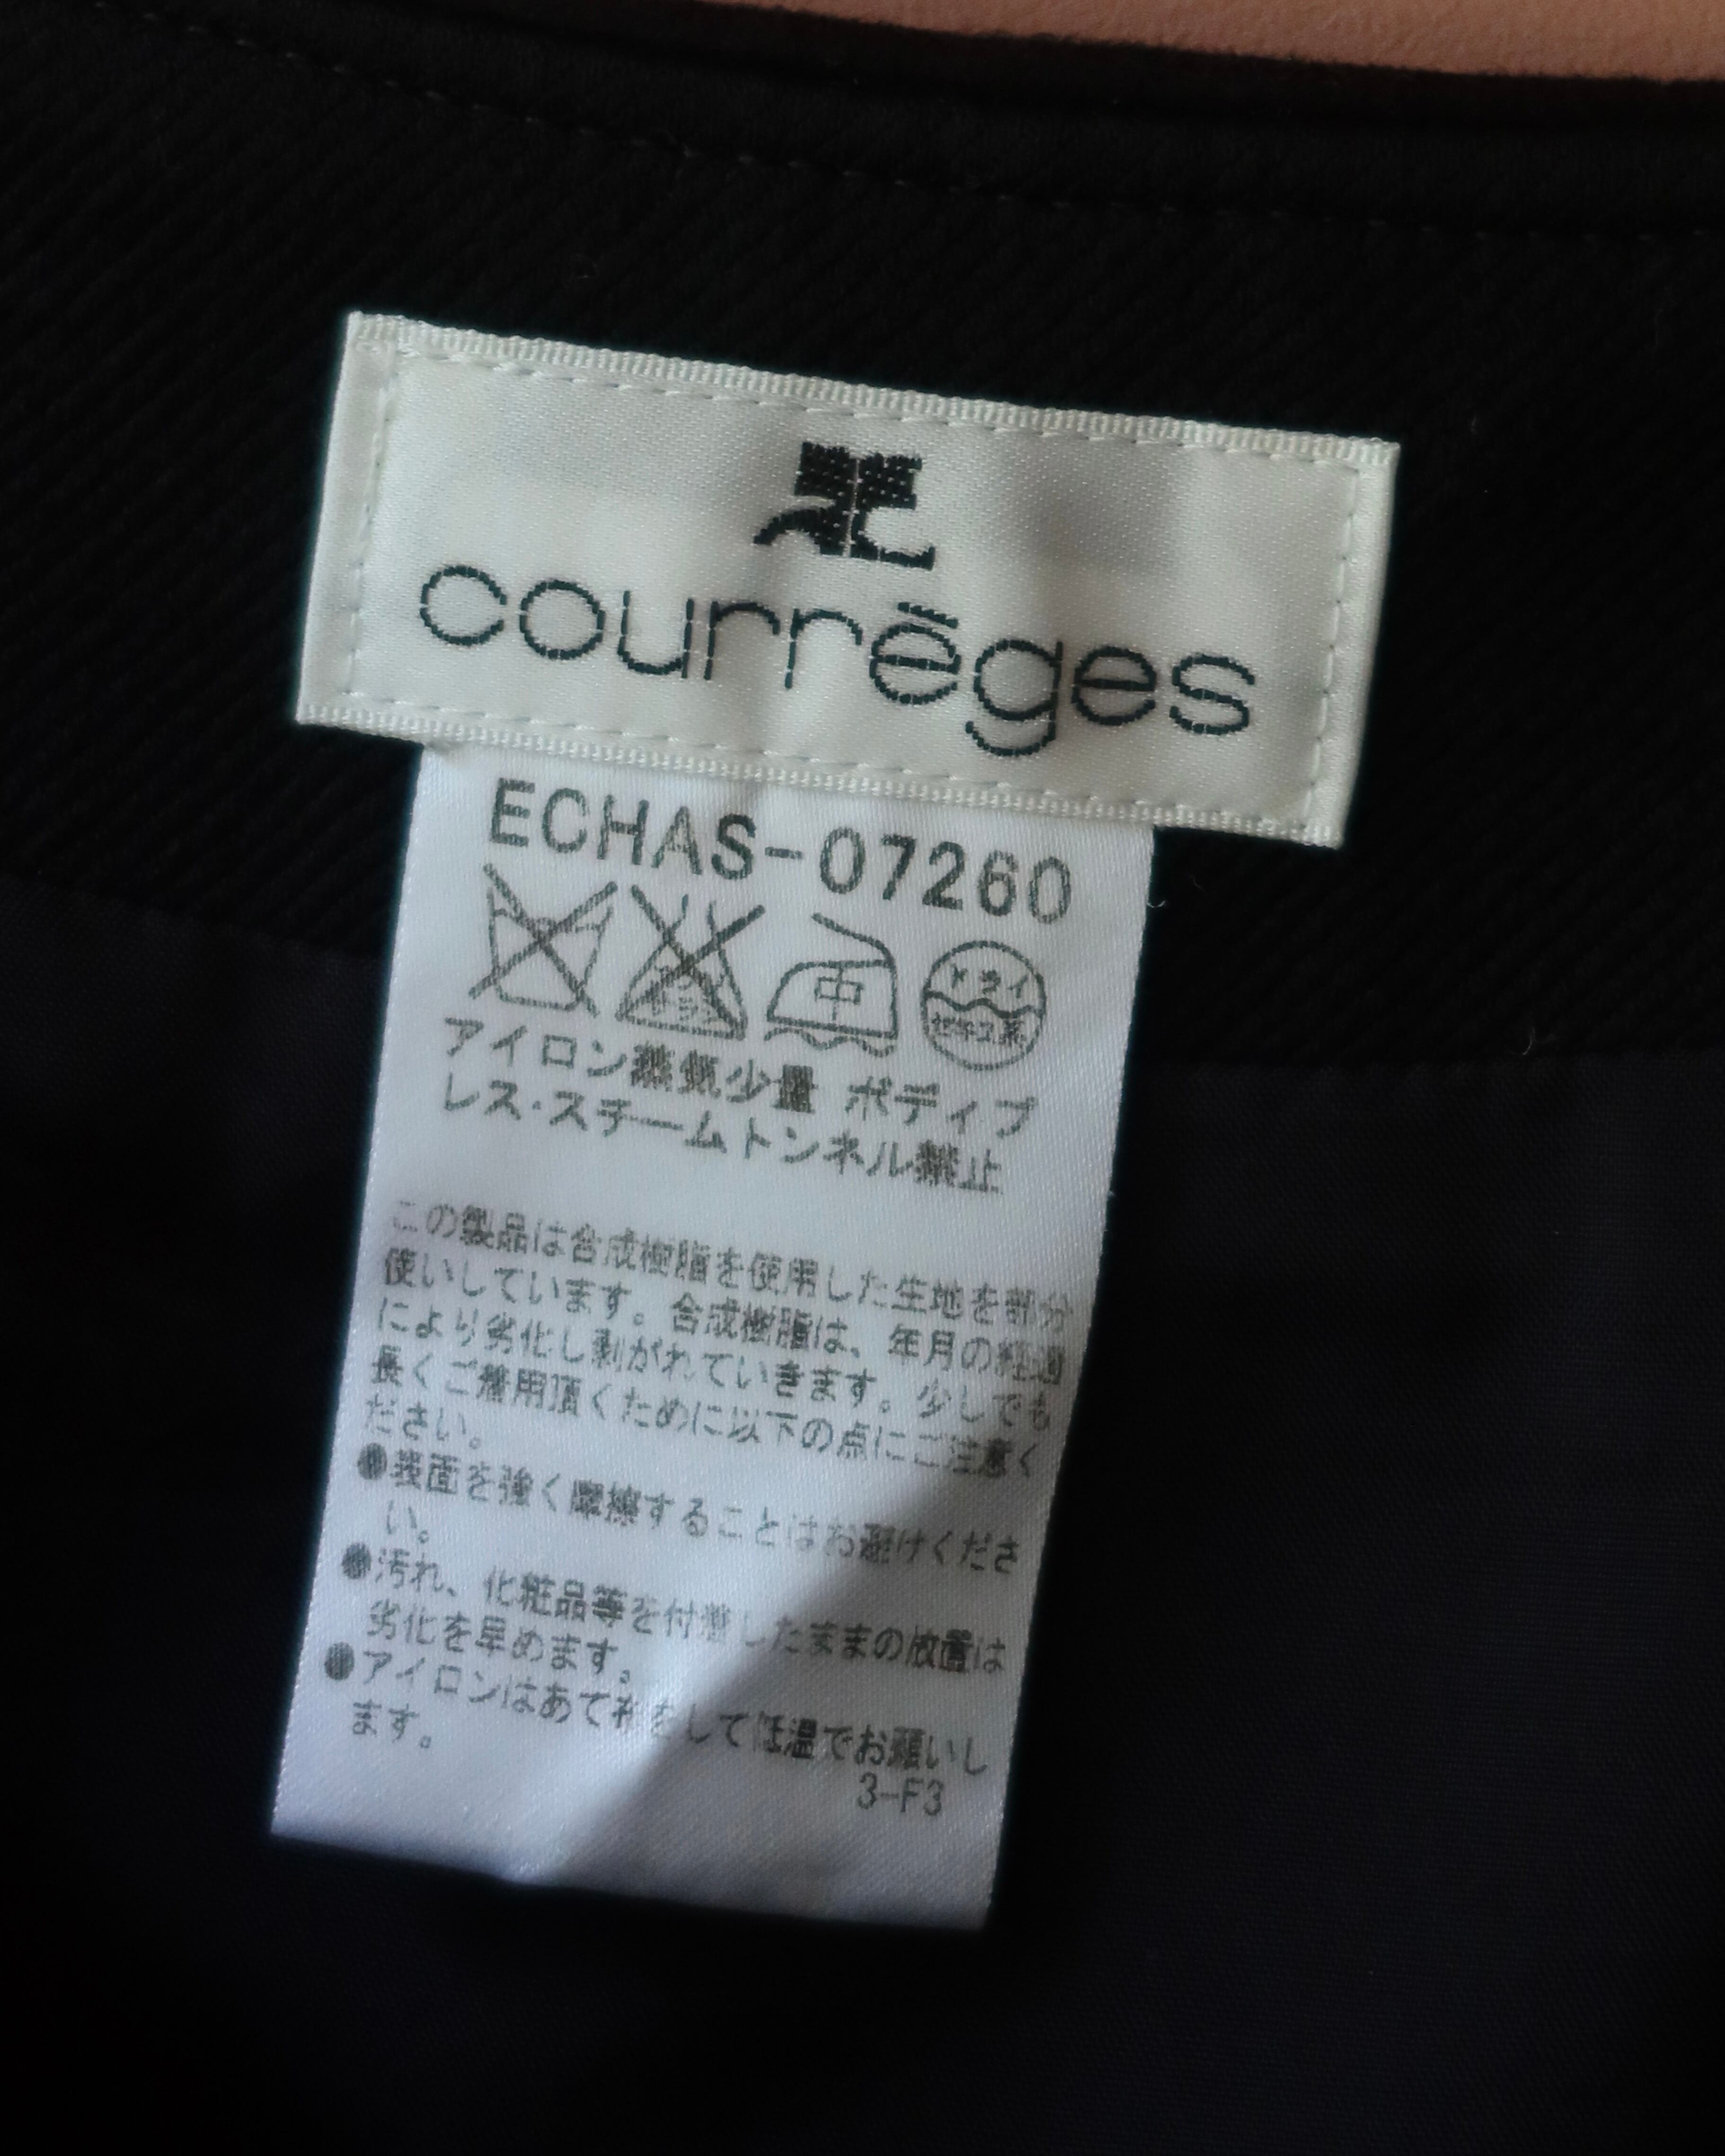 courrèges
ECHAS-07260
中
ドライ
セキユ系
アイロン蒸気少量 ボディプ
レス・スチームトンネル禁止
この製品は合成樹脂を使用した生地を部分
使いしています。合成樹脂は、年月の経過
により劣化し剥がれていきます。少しでも
長くご着用頂くために以下の点にご注意く
ださい。
●表面を強く摩擦することはお避けくださ
い。
●汚れ、化粧品等を付着したままの放置は
劣化を早めます。
●アイロンはあて布をして低温でお願いし
ます。
3-F3